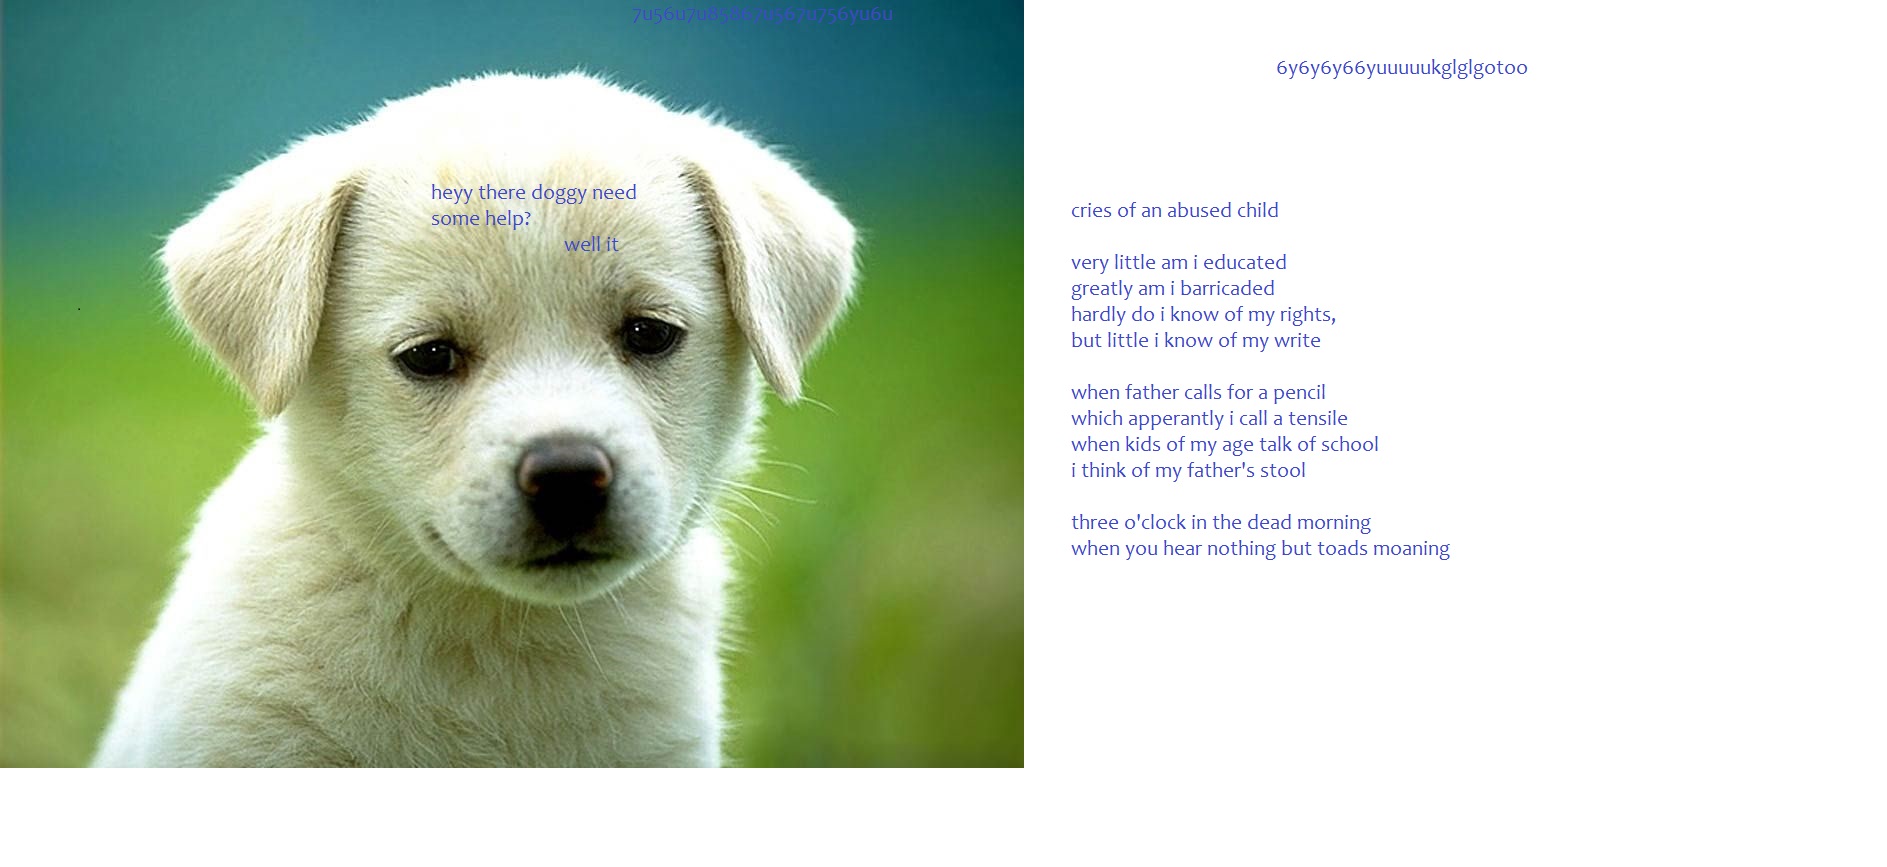 6y6y6y66yuuuuukglglgotoo
heyy there doggy need
some help?
well it
cries of an abused child
very little am i educated
greatly am i barricaded
hardly do i know of my rights,
but little i know of my write
when father calls for a pencil
which apperantly i call a tensile
when kids of my age talk of school
i think of my father's stool
three o'clock in the dead morning
when you hear nothing but toads moaning